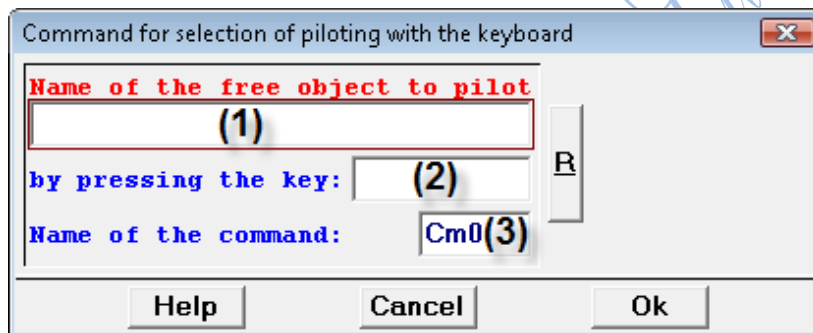 Command for selection of piloting with the keyboard
Name of the free object to pilot
(1)
by pressing the key: (2)
R
Name of the command: Cm0(3)
Help Cancel Ok